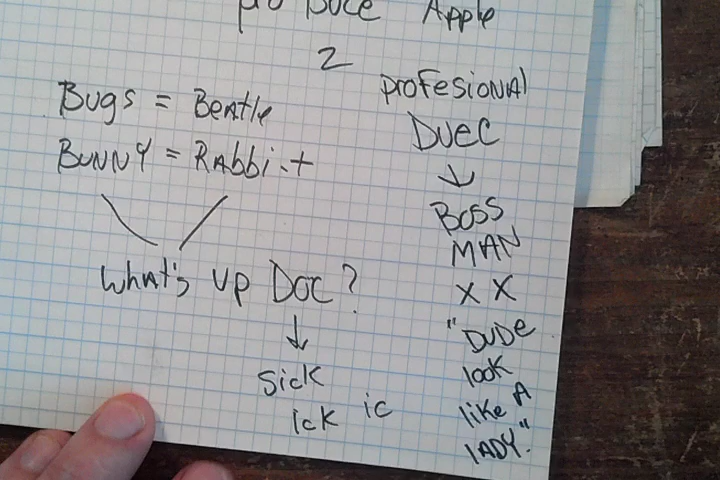 Apple
2
Bugs = Beatle
Bunny = Rabbit
What's up Doc?
↓
sick
ick ic
profesional
Duec
↓
Boss
Man
X X
"Dude
look
like A
lady."